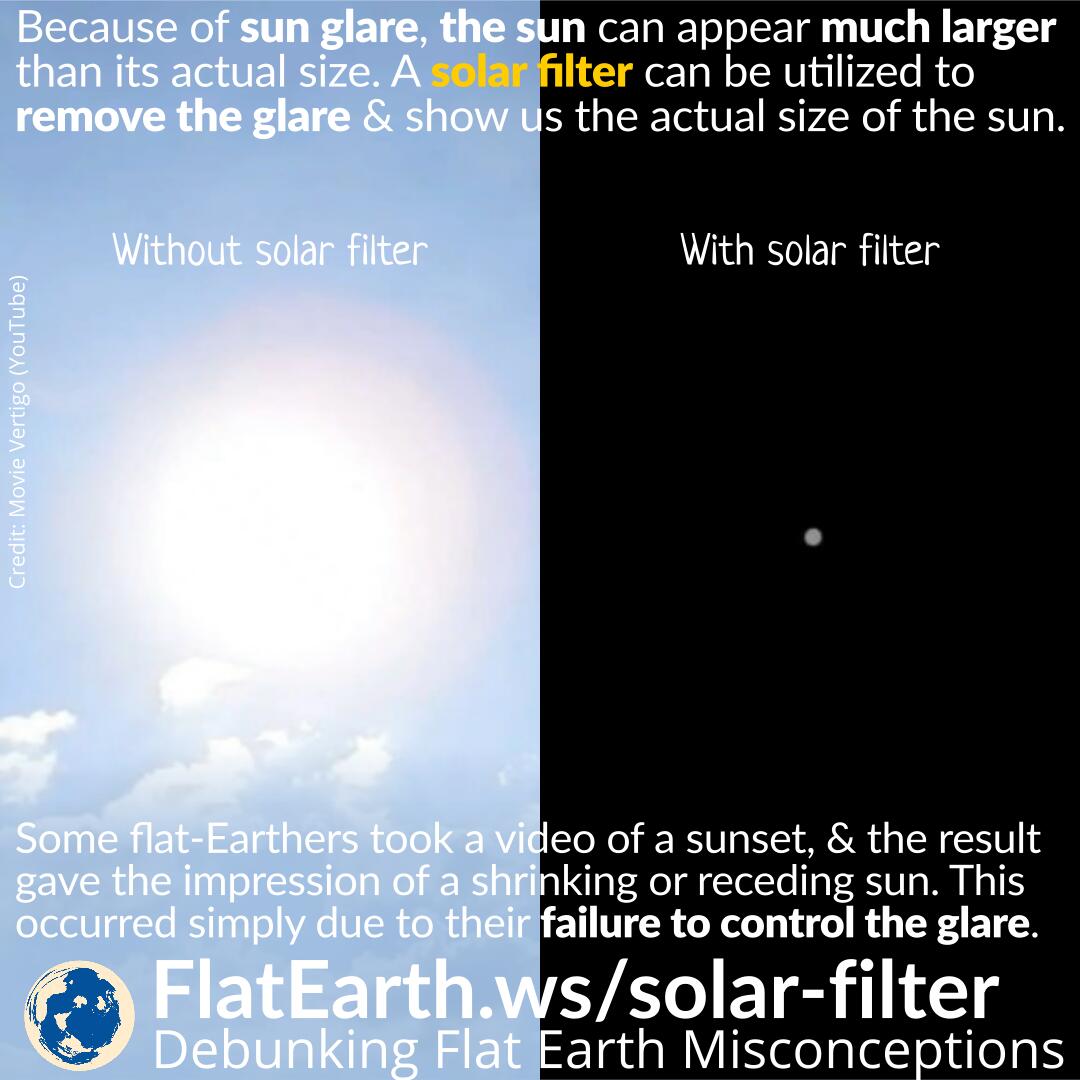 Because of sun glare, the sun can appear much larger
than its actual size. A solar filter can be utilized to
remove the glare & show us the actual size of the sun.
Without solar filter
With solar filter
Credit: Movie Vertigo (YouTube)
Some flat-Earthers took a video of a sunset, & the result
gave the impression of a shrinking or receding sun. This
occurred simply due to their failure to control the glare.
FlatEarth.ws/solar-filter
Debunking Flat Earth Misconceptions